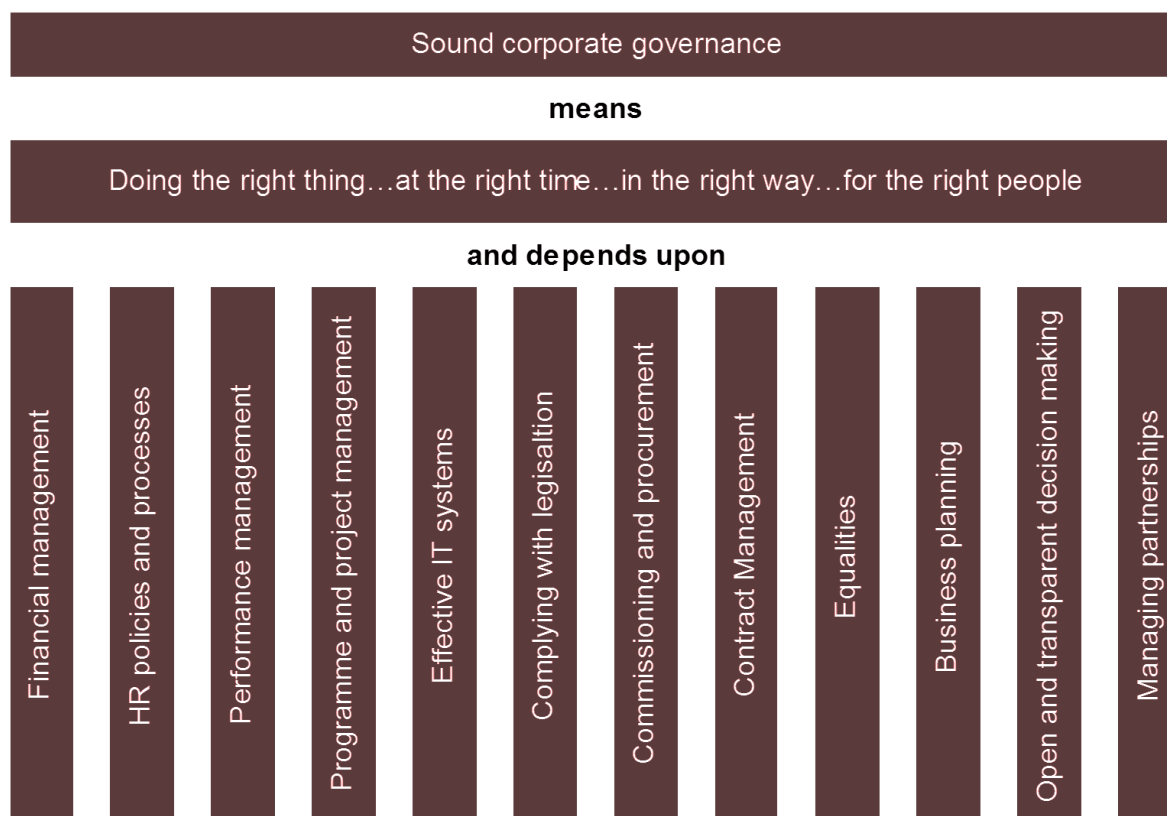 Sound corporate governance
means
Doing the right thing…at the right time…in the right way…for the right people
and depends upon
Financial management
HR policies and processes
Performance management
Programme and project management
Effective IT systems
Complying with legisaltion
Commissioning and procurement
Contract Management
Equalities
Business planning
Open and transparent decision making
Managing partnerships